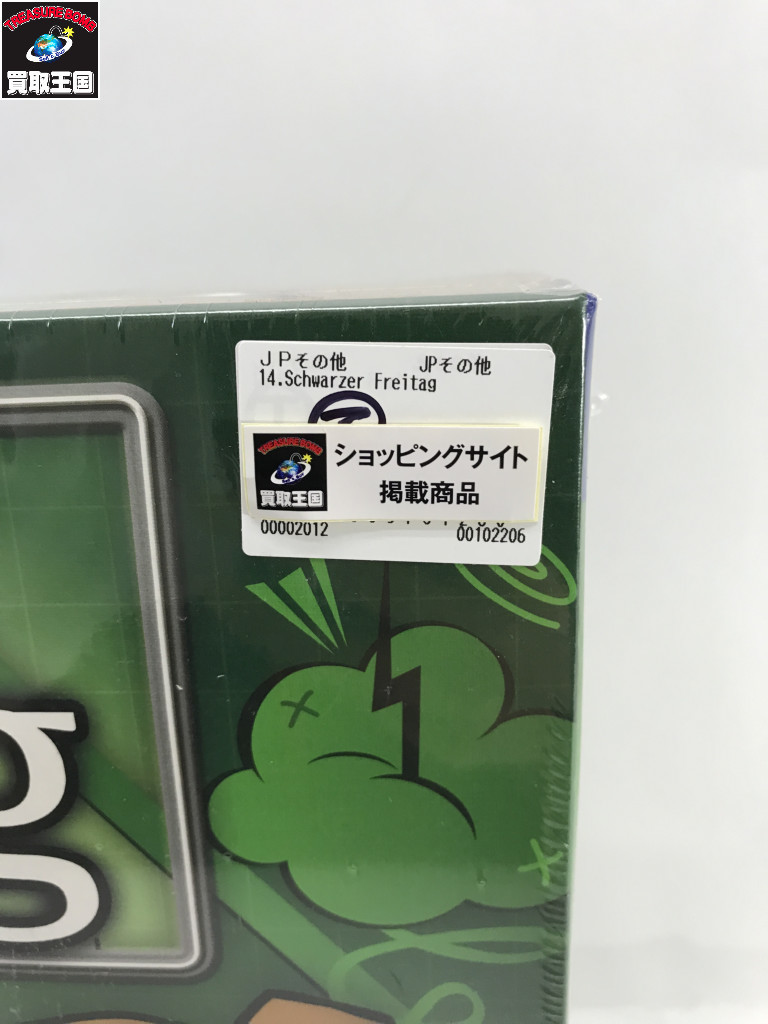 TREASURE BOMB
買取王国
JPその他 JPその他
14.Schwarzer Freitag
TREASURE BOMB
買取王国
ショッピングサイト
掲載商品
00002012
00102206
g